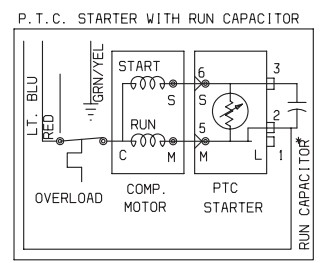 P.T.C. STARTER WITH RUN CAPACITOR
LT. BLU
RED
GRN/YEL
START
S
6
S
3
RUN
C
M
5
M
2
L
1
*
OVERLOAD
COMP.
MOTOR
PTC
STARTER
RUN CAPACITOR